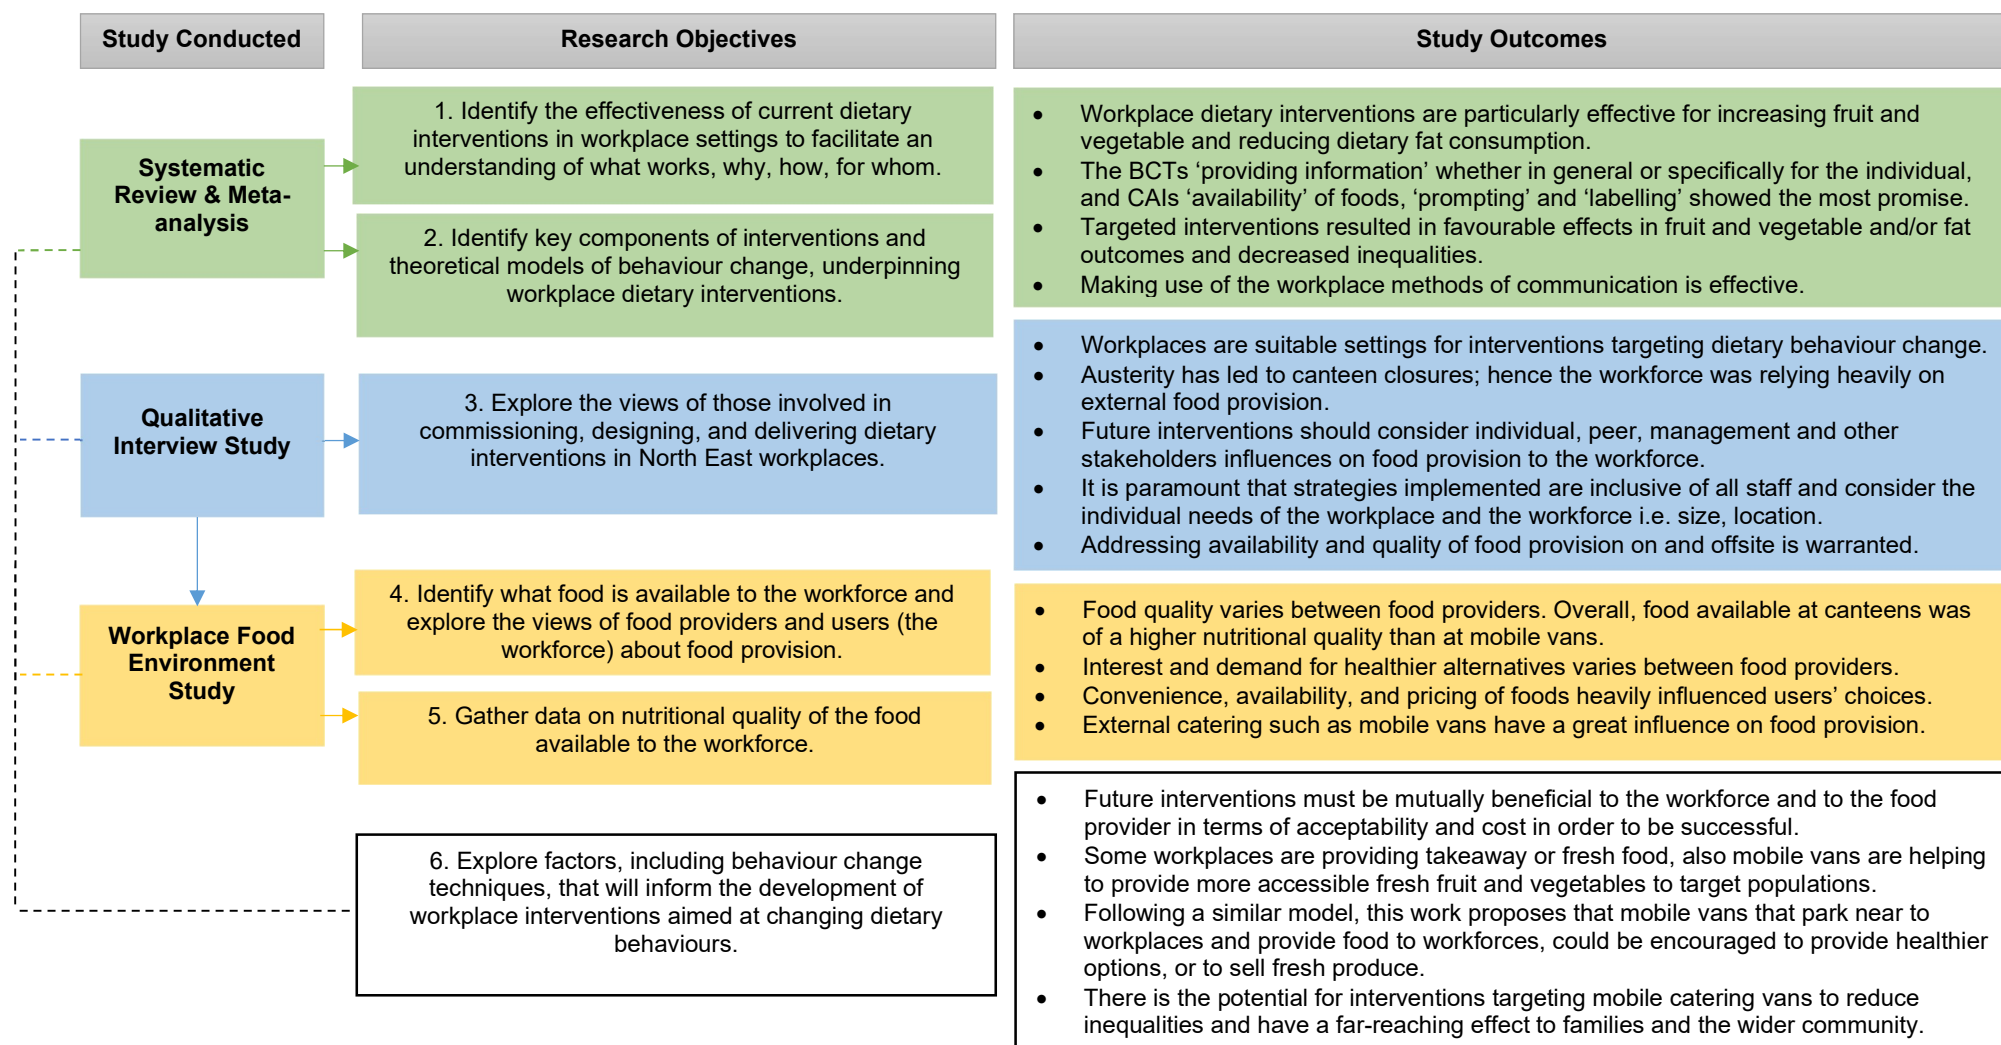 Study Conducted
Research Objectives
Study Outcomes
Systematic
Review & Meta-
analysis
1. Identify the effectiveness of current dietary
interventions in workplace settings to facilitate an
understanding of what works, why, how, for whom.
2. Identify key components of interventions and
theoretical models of behaviour change, underpinning
workplace dietary interventions.
• Workplace dietary interventions are particularly effective for increasing fruit and
vegetable and reducing dietary fat consumption.
• The BCTs ‘providing information’ whether in general or specifically for the individual,
and CAIs ‘availability’ of foods, ‘prompting’ and ‘labelling’ showed the most promise.
• Targeted interventions resulted in favourable effects in fruit and vegetable and/or fat
outcomes and decreased inequalities.
• Making use of the workplace methods of communication is effective.
Qualitative
Interview Study
3. Explore the views of those involved in
commissioning, designing, and delivering dietary
interventions in North East workplaces.
• Workplaces are suitable settings for interventions targeting dietary behaviour change.
• Austerity has led to canteen closures; hence the workforce was relying heavily on
external food provision.
• Future interventions should consider individual, peer, management and other
stakeholders influences on food provision to the workforce.
• It is paramount that strategies implemented are inclusive of all staff and consider the
individual needs of the workplace and the workforce i.e. size, location.
• Addressing availability and quality of food provision on and offsite is warranted.
Workplace Food
Environment
Study
4. Identify what food is available to the workforce and
explore the views of food providers and users (the
workforce) about food provision.
5. Gather data on nutritional quality of the food
available to the workforce.
• Food quality varies between food providers. Overall, food available at canteens was
of a higher nutritional quality than at mobile vans.
• Interest and demand for healthier alternatives varies between food providers.
• Convenience, availability, and pricing of foods heavily influenced users’ choices.
• External catering such as mobile vans have a great influence on food provision.
6. Explore factors, including behaviour change
techniques, that will inform the development of
workplace interventions aimed at changing dietary
behaviours.
• Future interventions must be mutually beneficial to the workforce and to the food
provider in terms of acceptability and cost in order to be successful.
• Some workplaces are providing takeaway or fresh food, also mobile vans are helping
to provide more accessible fresh fruit and vegetables to target populations.
• Following a similar model, this work proposes that mobile vans that park near to
workplaces and provide food to workforces, could be encouraged to provide healthier
options, or to sell fresh produce.
• There is the potential for interventions targeting mobile catering vans to reduce
inequalities and have a far-reaching effect to families and the wider community.